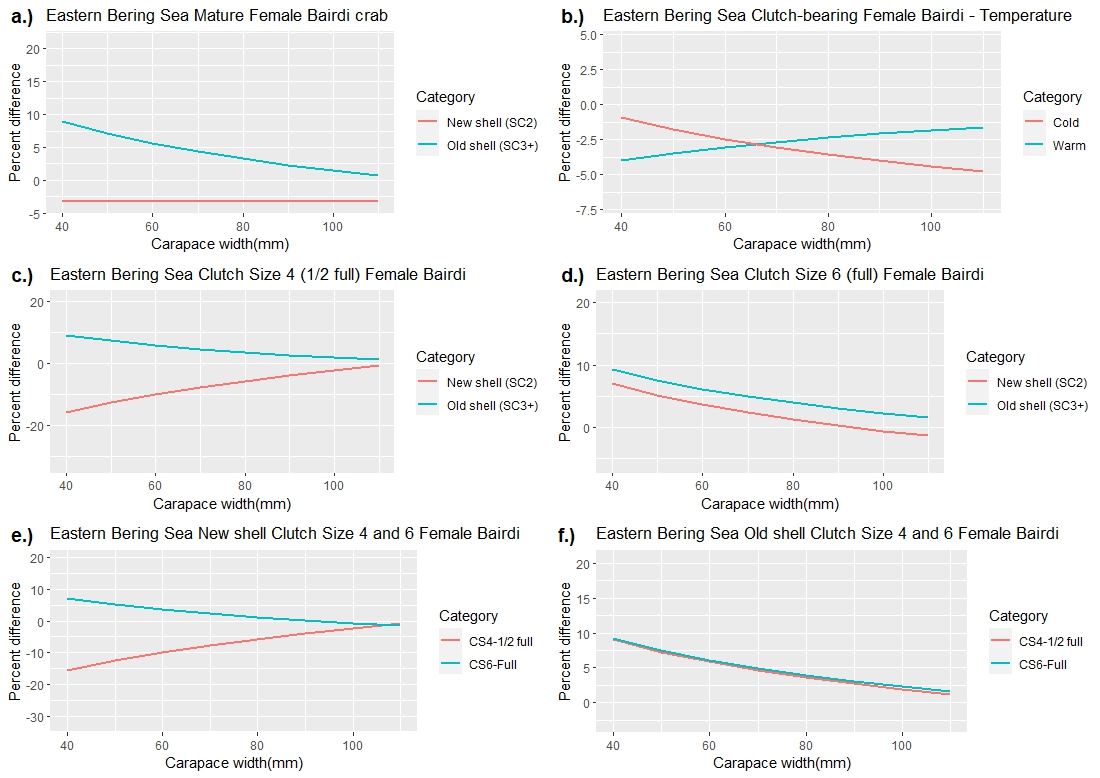 a.) Eastern Bering Sea Mature Female Bairdi crab
Percent difference
20
15
10
5
0
-5
40 60 80 100
Carapace width(mm)
Category
New shell (SC2)
Old shell (SC3+)
b.) Eastern Bering Sea Clutch-bearing Female Bairdi - Temperature
Percent difference
5.0
2.5
0.0
-2.5
-5.0
-7.5
40 60 80 100
Carapace width(mm)
Category
Cold
Warm
c.) Eastern Bering Sea Clutch Size 4 (1/2 full) Female Bairdi
Percent difference
20
0
-20
40 60 80 100
Carapace width(mm)
Category
New shell (SC2)
Old shell (SC3+)
d.) Eastern Bering Sea Clutch Size 6 (full) Female Bairdi
Percent difference
20
10
0
40 60 80 100
Carapace width(mm)
Category
New shell (SC2)
Old shell (SC3+)
e.) Eastern Bering Sea New shell Clutch Size 4 and 6 Female Bairdi
Percent difference
20
10
0
-10
-20
-30
40 60 80 100
Carapace width(mm)
Category
CS4-1/2 full
CS6-Full
f.) Eastern Bering Sea Old shell Clutch Size 4 and 6 Female Bairdi
Percent difference
20
15
10
5
0
40 60 80 100
Carapace width(mm)
Category
CS4-1/2 full
CS6-Full